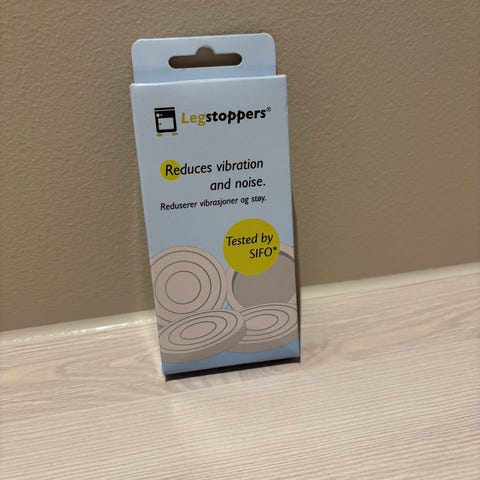 Legstoppers®
Reduces vibration
and noise.
Reduserer vibrasjoner og støy.
Tested by
SIFO*